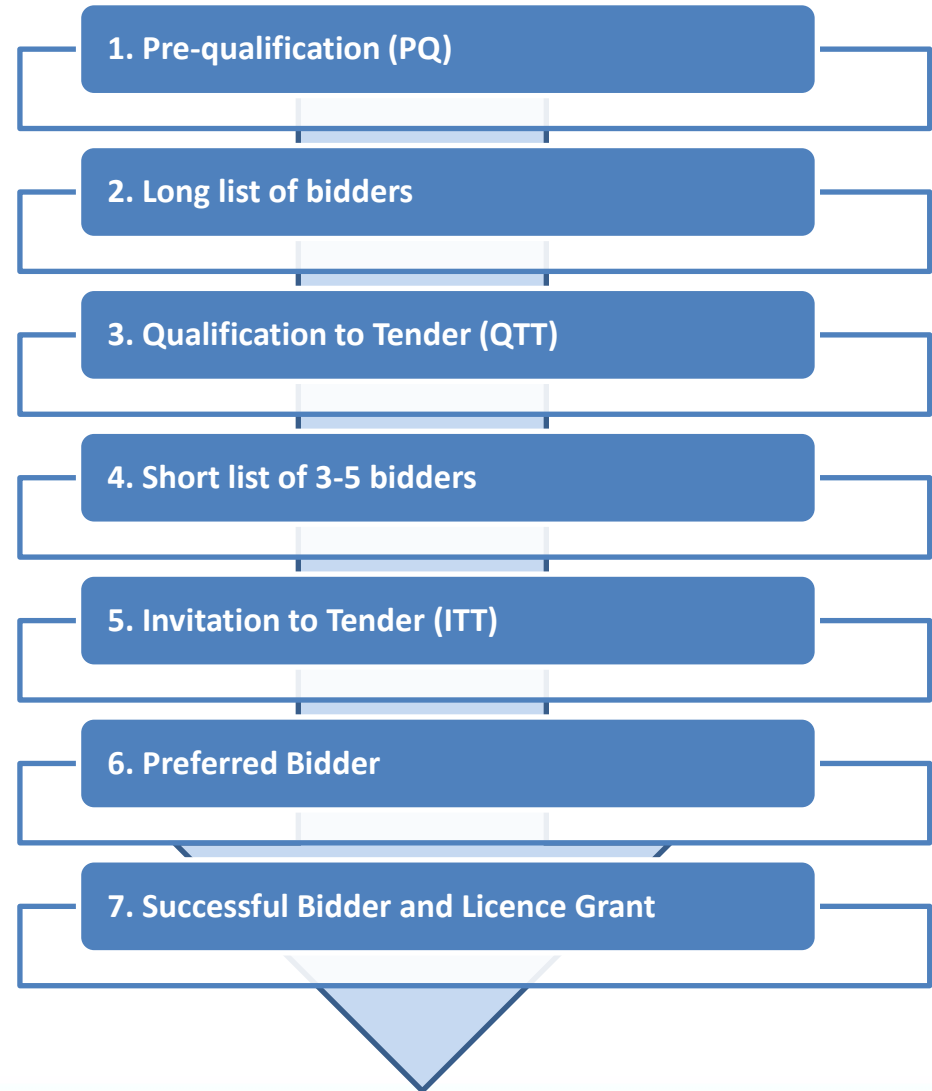 1. Pre-qualification (PQ)
2. Long list of bidders
3. Qualification to Tender (QTT)
4. Short list of 3-5 bidders
5. Invitation to Tender (ITT)
6. Preferred Bidder
7. Successful Bidder and Licence Grant